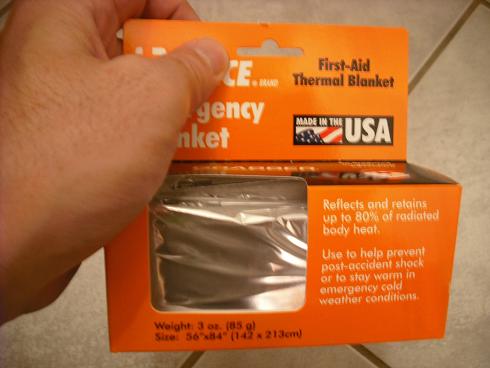 CE BRAND
First-Aid
Thermal Blanket
MADE IN THE
USA
Reflects and retains
up to 80% of radiated
body heat.
Use to help prevent
post-accident shock
or to stay warm in
emergency cold
weather conditions.
Weight: 3 oz. (85 g)
Size: 56"x84" (142 x 213cm)